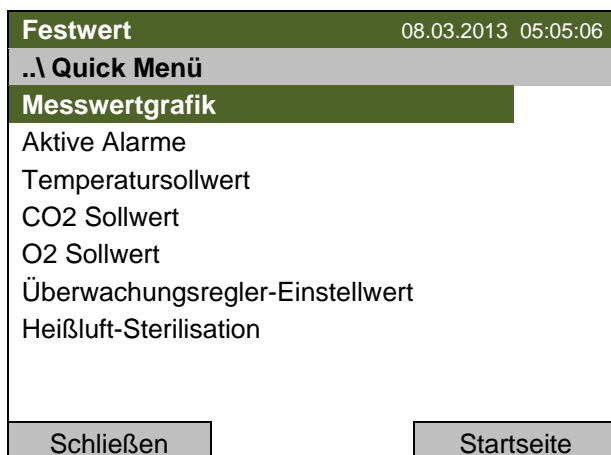 Festwert 08.03.2013 05:05:06
..\ Quick Menü
Messwertgrafik
Aktive Alarme
Temperatursollwert
CO2 Sollwert
O2 Sollwert
Überwachungsregler-Einstellwert
Heißluft-Sterilisation
Schließen Startseite